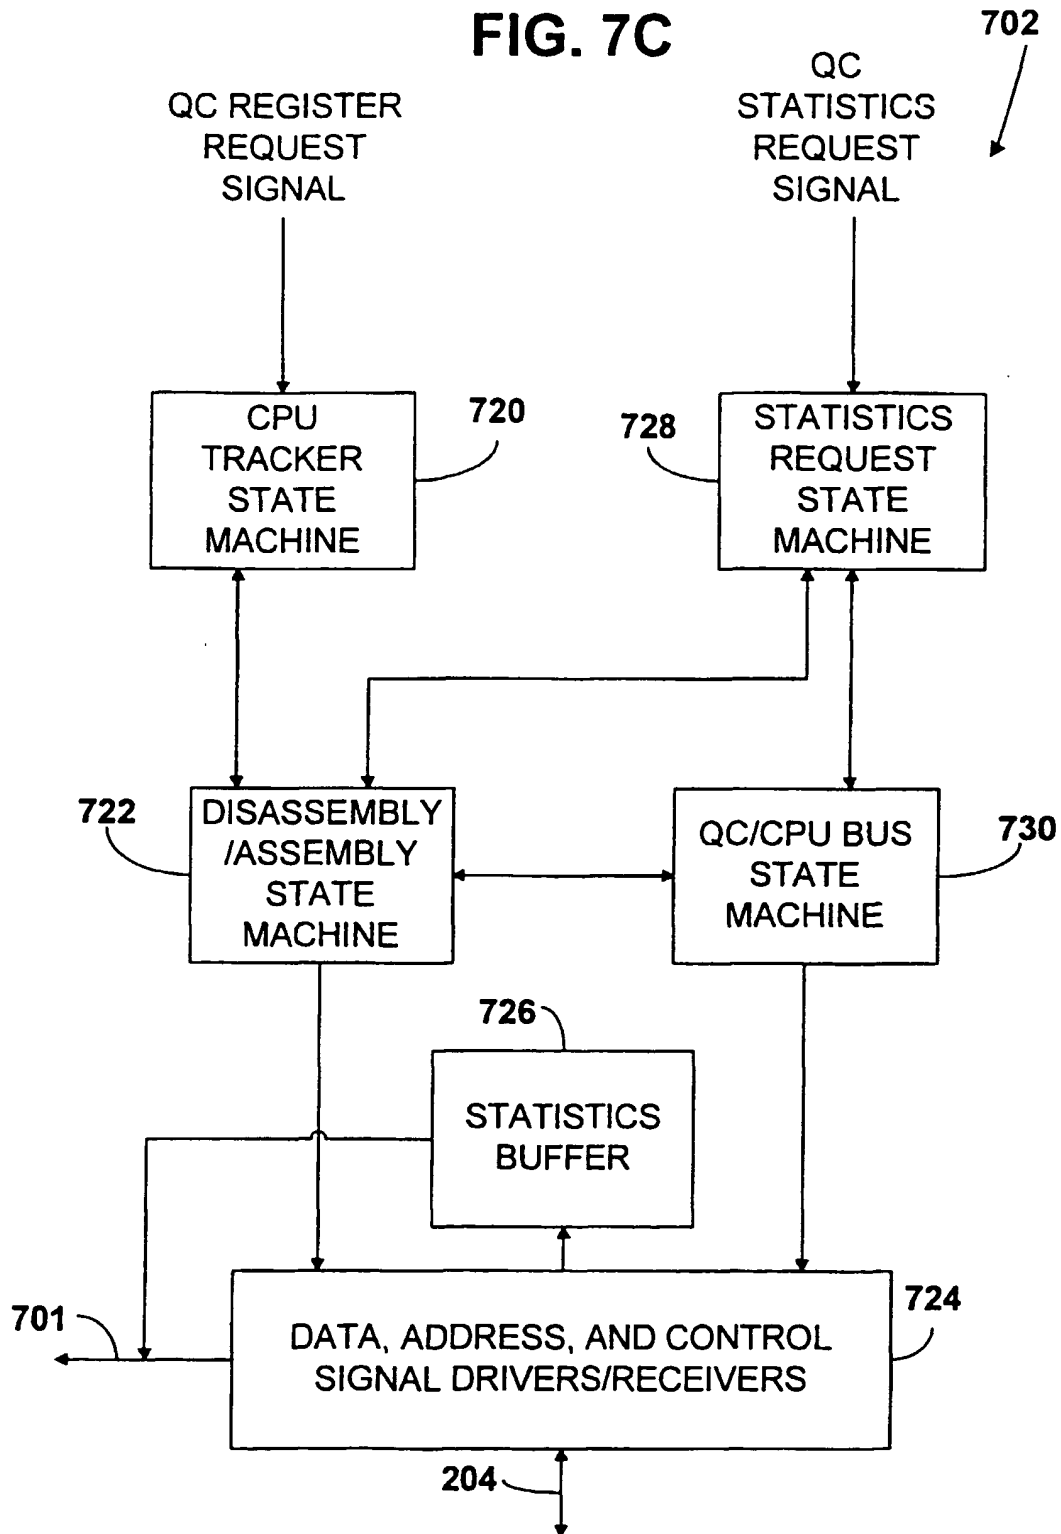 FIG. 7C
702
QC REGISTER
REQUEST
SIGNAL
QC
STATISTICS
REQUEST
SIGNAL
CPU
TRACKER
STATE
MACHINE
720
728
STATISTICS
REQUEST
STATE
MACHINE
722
DISASSEMBLY
/ASSEMBLY
STATE
MACHINE
QC/CPU BUS
STATE
MACHINE
730
726
STATISTICS
BUFFER
701
DATA, ADDRESS, AND CONTROL
SIGNAL DRIVERS/RECEIVERS
724
204